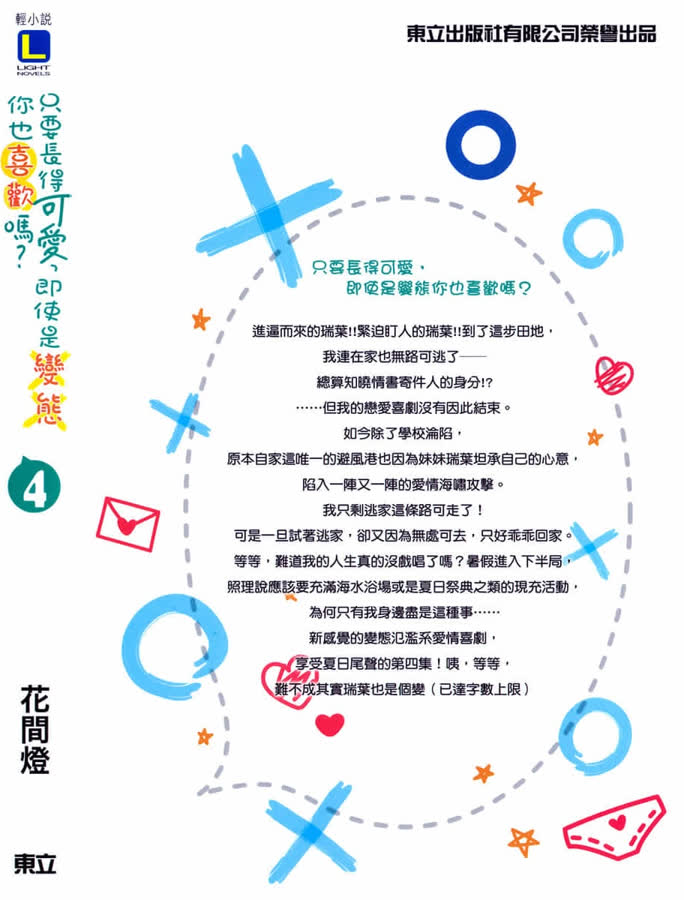 輕小説
L
LIGHT
NOVELS
只要長得可愛，即使是變態
你也喜歡嗎？
4
花間燈
東立
東立出版社有限公司榮譽出品
只要長得可愛，
即使是變態你也喜歡嗎？
進逼而來的瑞葉!!緊迫盯人的瑞葉!!到了這步田地，
我連在家也無路可逃了——
總算知曉情書寄件人的身分!?
……但我的戀愛喜劇沒有因此結束。
如今除了學校淪陷，
原本自家這唯一的避風港也因為妹妹瑞葉坦承自己的心意，
陷入一陣又一陣的愛情海嘯攻擊。
我只剩逃家這條路可走了！
可是一旦試著逃家，卻又因為無處可去，只好乖乖回家。
等等，難道我的人生真的沒戲唱了嗎？暑假進入下半局，
照理說應該要充滿海水浴場或是夏日祭典之類的現充活動，
為何只有我身邊盡是這種事……
新感覺的變態氾濫系愛情喜劇，
享受夏日尾聲的第四集！咦，等等，
難不成其實瑞葉也是個變（已達字數上限）